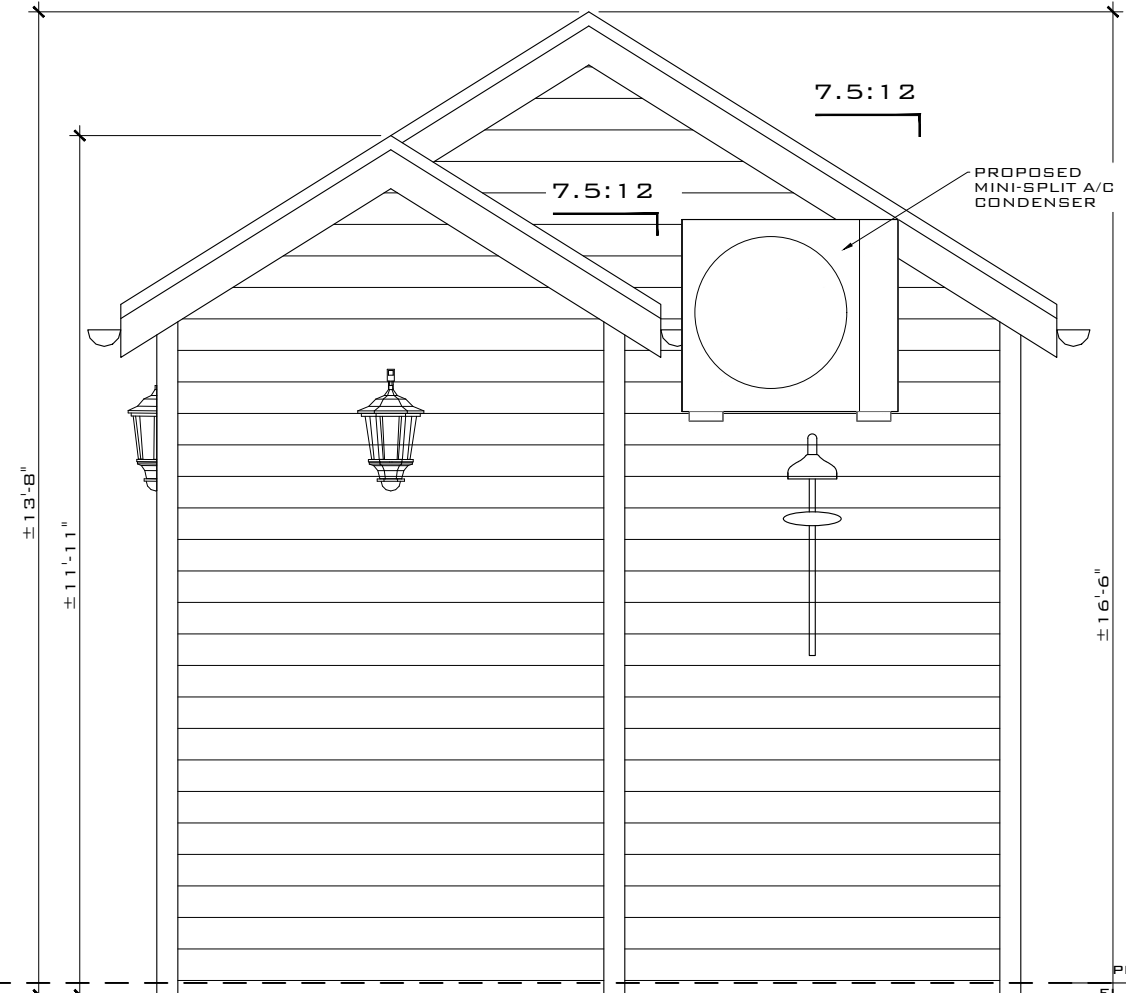 7.5:12
PROPOSED
MINI-SPLIT A/C
CONDENSER
7.5:12
±13'-8"
±11'-11"
±16'-6"